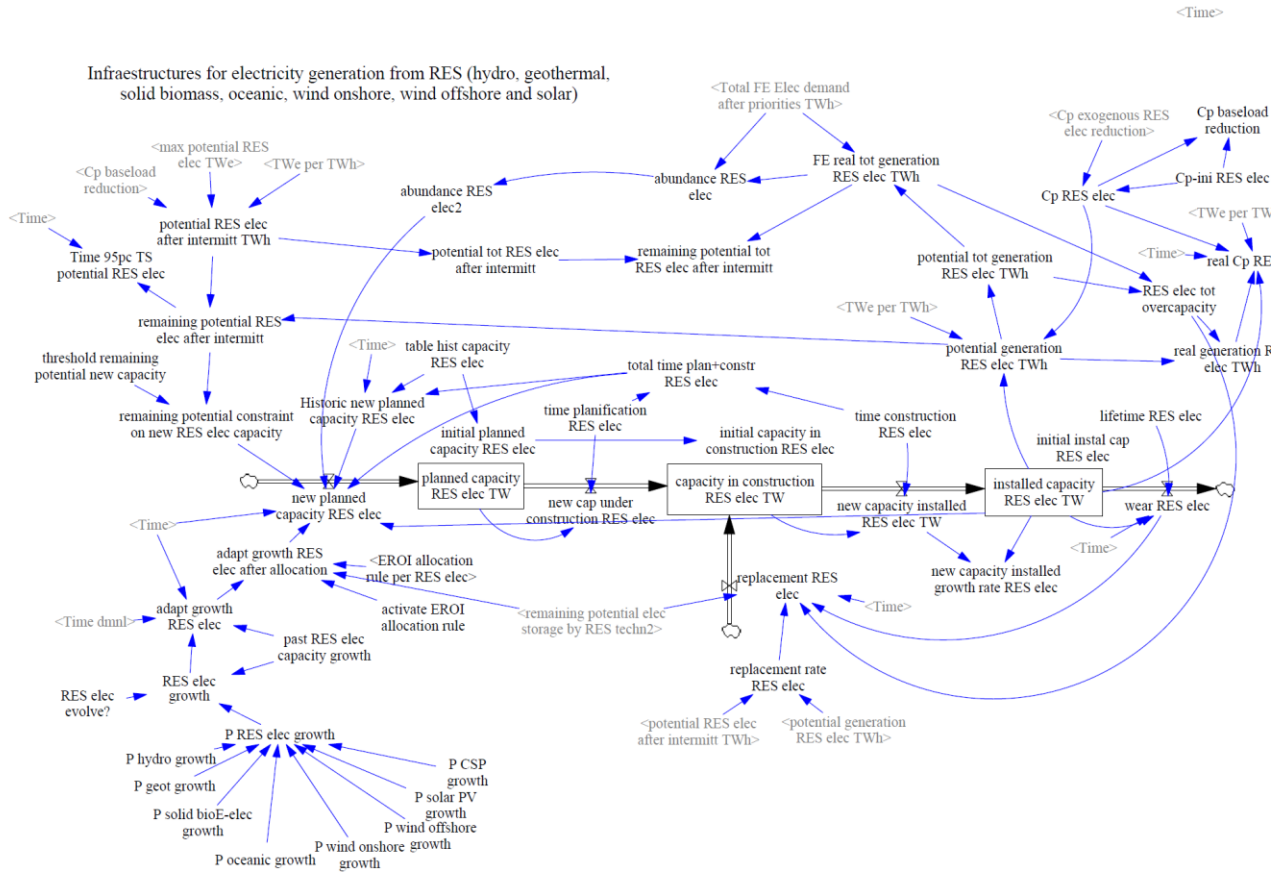 <Time>
Infraestructures for electricity generation from RES (hydro, geothermal,
solid biomass, oceanic, wind onshore, wind offshore and solar)
<Total FE Elec demand
after priorities TWh>
<Cp exogenous RES
elec reduction>
Cp baseload
reduction
<max potential RES
elec TWe>
<TWe per TWh>
<Cp baseload
reduction>
FE real tot generation
RES elec TWh
abundance RES
elec
abundance RES
elec2
Cp-ini RES elec
Cp RES elec
<Time>
potential RES elec
after intermitt TWh
<TWe per TW
Time 95pc TS
potential RES elec
potential tot RES elec
after intermitt
remaining potential tot
RES elec after intermitt
potential tot generation
RES elec TWh
<Time>
real Cp RE
RES elec tot
overcapacity
<TWe per TWh>
remaining potential RES
elec after intermitt
potential generation
RES elec TWh
real generation R
elec TWh
threshold remaining
potential new capacity
<Time>
table hist capacity
RES elec
total time plan+constr
RES elec
Historic new planned
capacity RES elec
remaining potential constraint
on new RES elec capacity
time planification
RES elec
time construction
RES elec
lifetime RES elec
initial planned
capacity RES elec
initial capacity in
construction RES elec
initial instal cap
RES elec
planned capacity
RES elec TW
capacity in construction
RES elec TW
installed capacity
RES elec TW
new planned
capacity RES elec
new cap under
construction RES elec
new capacity installed
RES elec TW
wear RES elec
<Time>
<Time>
adapt growth RES
elec after allocation
<EROI allocation
rule per RES elec>
new capacity installed
growth rate RES elec
replacement RES
elec
<Time>
activate EROI
allocation rule
<remaining potential elec
storage by RES techn2>
adapt growth
RES elec
<Time dmnl>
past RES elec
capacity growth
RES elec
growth
RES elec
evolve?
replacement rate
RES elec
<potential RES elec
after intermitt TWh>
<potential generation
RES elec TWh>
P RES elec growth
P hydro growth
P geot growth
P solid bioE-elec
growth
P oceanic growth
P wind onshore
growth
P wind offshore
growth
P solar PV
growth
P CSP
growth